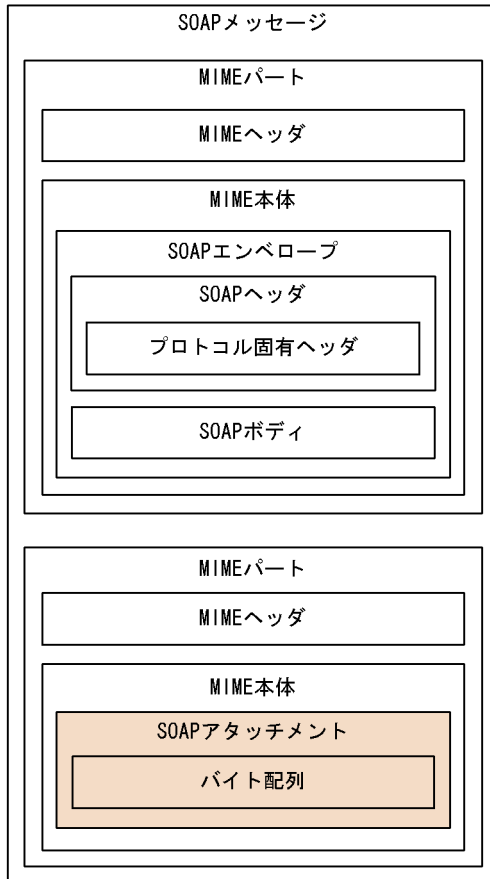 SOAPメッセージ
MIMEパート
MIMEヘッダ
MIME本体
SOAPエンベロープ
SOAPヘッダ
プロトコル固有ヘッダ
SOAPボディ
MIMEパート
MIMEヘッダ
MIME本体
SOAPアタッチメント
バイト配列